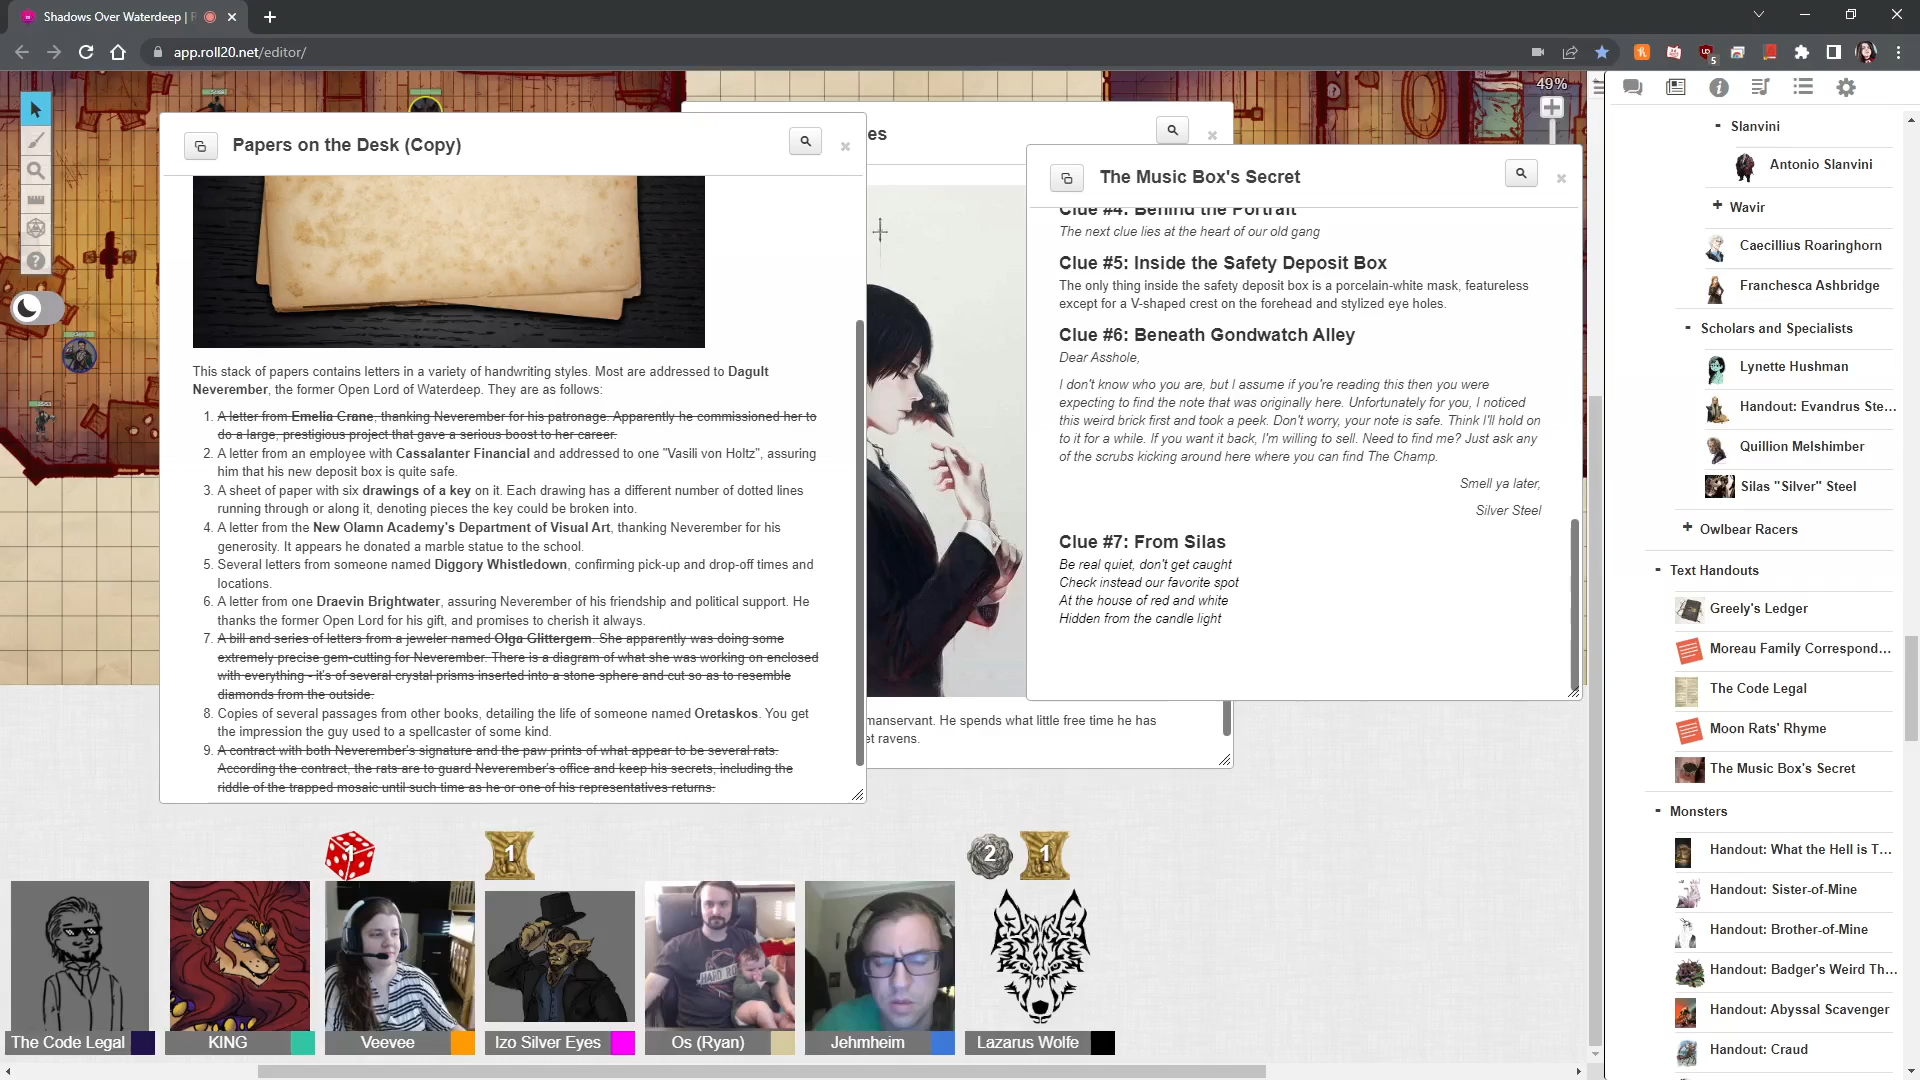 Shadows Over Waterdeep |
app.roll20.net/editor/
5
49%
Papers on the Desk (Copy)
This stack of papers contains letters in a variety of handwriting styles. Most are addressed to Dagult
Neverember, the former Open Lord of Waterdeep. They are as follows:
1. A letter from Emelia Crane, thanking Neverember for his patronage. Apparently he commissioned her to
do a large, prestigious project that gave a serious boost to her career.
2. A letter from an employee with Cassalanter Financial and addressed to one "Vasili von Holtz", assuring
him that his new deposit box is quite safe.
3. A sheet of paper with six drawings of a key on it. Each drawing has a different number of dotted lines
running through or along it, denoting pieces the key could be broken into.
4. A letter from the New Olamn Academy's Department of Visual Art, thanking Neverember for his
generosity. It appears he donated a marble statue to the school.
5. Several letters from someone named Diggory Whistledown, confirming pick-up and drop-off times and
locations.
6. A letter from one Draevin Brightwater, assuring Neverember of his friendship and political support. He
thanks the former Open Lord for his gift, and promises to cherish it always.
7. A bill and series of letters from a jeweler named Olga Glittergem. She apparently was doing some
extremely precise gem-cutting for Neverember. There is a diagram of what she was working on enclosed
with everything - it's of several crystal prisms inserted into a stone sphere and cut so as to resemble
diamonds from the outside.
8. Copies of several passages from other books, detailing the life of someone named Oretaskos. You get
the impression the guy used to a spellcaster of some kind.
9. A contract with both Neverember's signature and the paw prints of what appear to be several rats.
According the contract, the rats are to guard Neverember's office and keep his secrets, including the
riddle of the trapped mosaic until such time as he or one of his representatives returns.
es
manservant. He spends what little free time he has
et ravens.
The Music Box's Secret
Clue #4: Behind the Portrait
The next clue lies at the heart of our old gang
Clue #5: Inside the Safety Deposit Box
The only thing inside the safety deposit box is a porcelain-white mask, featureless
except for a V-shaped crest on the forehead and stylized eye holes.
Clue #6: Beneath Gondwatch Alley
Dear Asshole,
I don't know who you are, but I assume if you're reading this then you were
expecting to find the note that was originally here. Unfortunately for you, I noticed
this weird brick first and took a peek. Don't worry, your note is safe. Think I'll hold on
to it for a while. If you want it back, I'm willing to sell. Need to find me? Just ask any
of the scrubs kicking around here where you can find The Champ.
Smell ya later,
Silver Steel
Clue #7: From Silas
Be real quiet, don't get caught
Check instead our favorite spot
At the house of red and white
Hidden from the candle light
Slanvini
Antonio Slanvini
Wavir
Caecillius Roaringhorn
Franchesca Ashbridge
Scholars and Specialists
Lynette Hushman
Handout: Evandrus Ste...
Quillion Melshimber
Silas "Silver" Steel
Owlbear Racers
Text Handouts
Greely's Ledger
Moreau Family Correspond...
The Code Legal
Moon Rats' Rhyme
The Music Box's Secret
Monsters
Handout: What the Hell is T...
Handout: Sister-of-Mine
Handout: Brother-of-Mine
Handout: Badger's Weird Th...
Handout: Abyssal Scavenger
Handout: Craud
1
1
2
1
The Code Legal
KING
Veevee
Izo Silver Eyes
Os (Ryan)
Jehmheim
Lazarus Wolfe